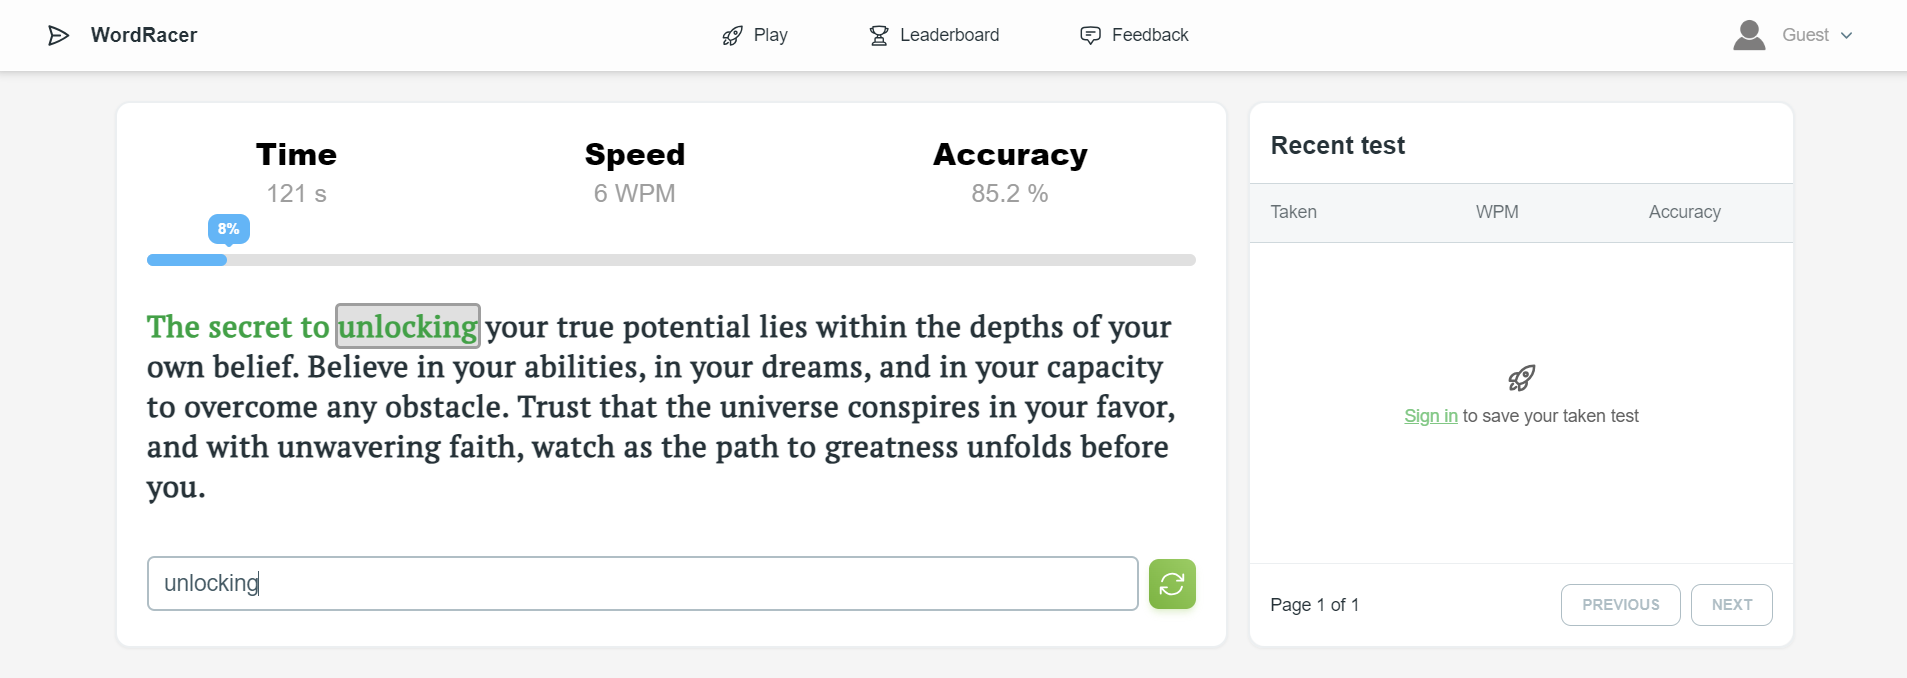 WordRacer
Play
Leaderboard
Feedback
Guest
Time
Speed
Accuracy
121 s
6 WPM
85.2 %
8%
The secret to unlocking your true potential lies within the depths of your
own belief. Believe in your abilities, in your dreams, and in your capacity
to overcome any obstacle. Trust that the universe conspires in your favor,
and with unwavering faith, watch as the path to greatness unfolds before
you.
unlocking
Recent test
Taken
WPM
Accuracy
Sign in to save your taken test
Page 1 of 1
PREVIOUS
NEXT